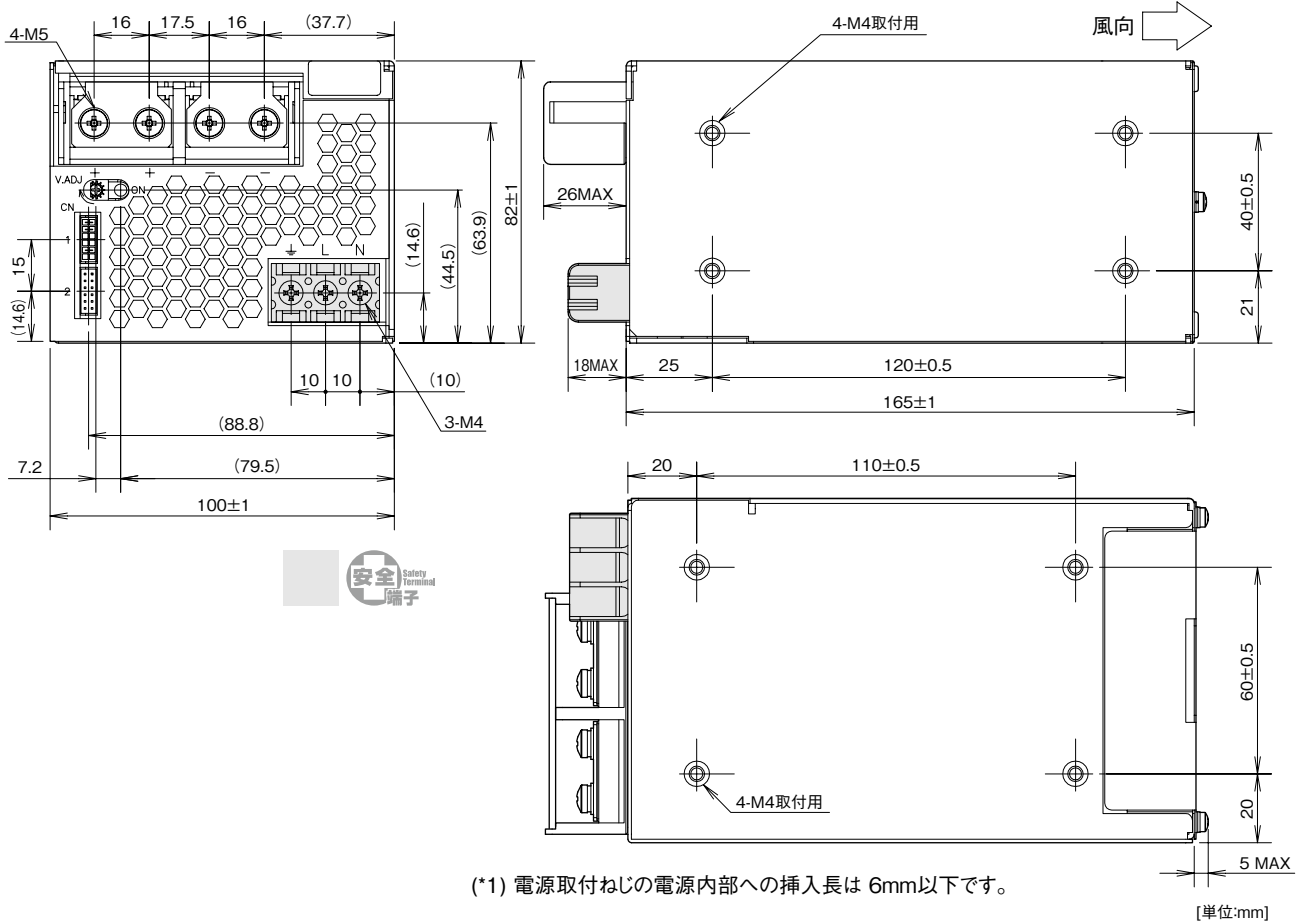 16
17.5
16
(37.7)
4-M5
4-M4取付用
風向
V.ADJ
+
+
−
−
ON
CN
1
2
15
(14.6)
⏚
L
N
(14.6)
(44.5)
(63.9)
82±1
10
10
(10)
3-M4
(88.8)
7.2
(79.5)
100±1
26MAX
18MAX
25
120±0.5
165±1
40±0.5
21
安全
端子
Safety
Terminal
20
110±0.5
4-M4取付用
60±0.5
20
5 MAX
(*1) 電源取付ねじの電源内部への挿入長は 6mm以下です。
[単位:mm]